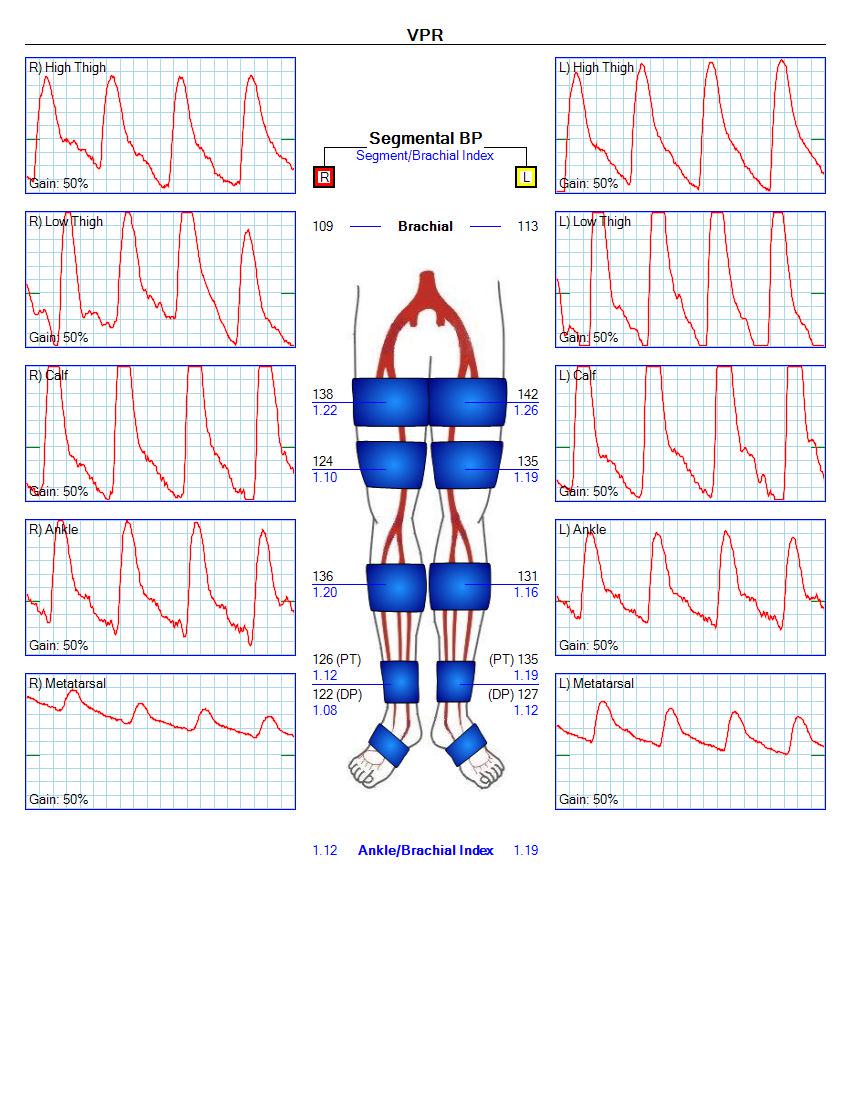 VPR
R) High Thigh
Gain: 50%
L) High Thigh
Gain: 50%
Segmental BP
Segment/Brachial Index
R
L
R) Low Thigh
Gain: 50%
L) Low Thigh
Gain: 50%
109 Brachial 113
R) Calf
Gain: 50%
L) Calf
Gain: 50%
138 142
1.22 1.26
124 135
1.10 1.19
R) Ankle
Gain: 50%
L) Ankle
Gain: 50%
136 131
1.20 1.16
126 (PT) (PT) 135
1.12 1.19
122 (DP) (DP) 127
1.08 1.12
R) Metatarsal
Gain: 50%
L) Metatarsal
Gain: 50%
1.12 Ankle/Brachial Index 1.19